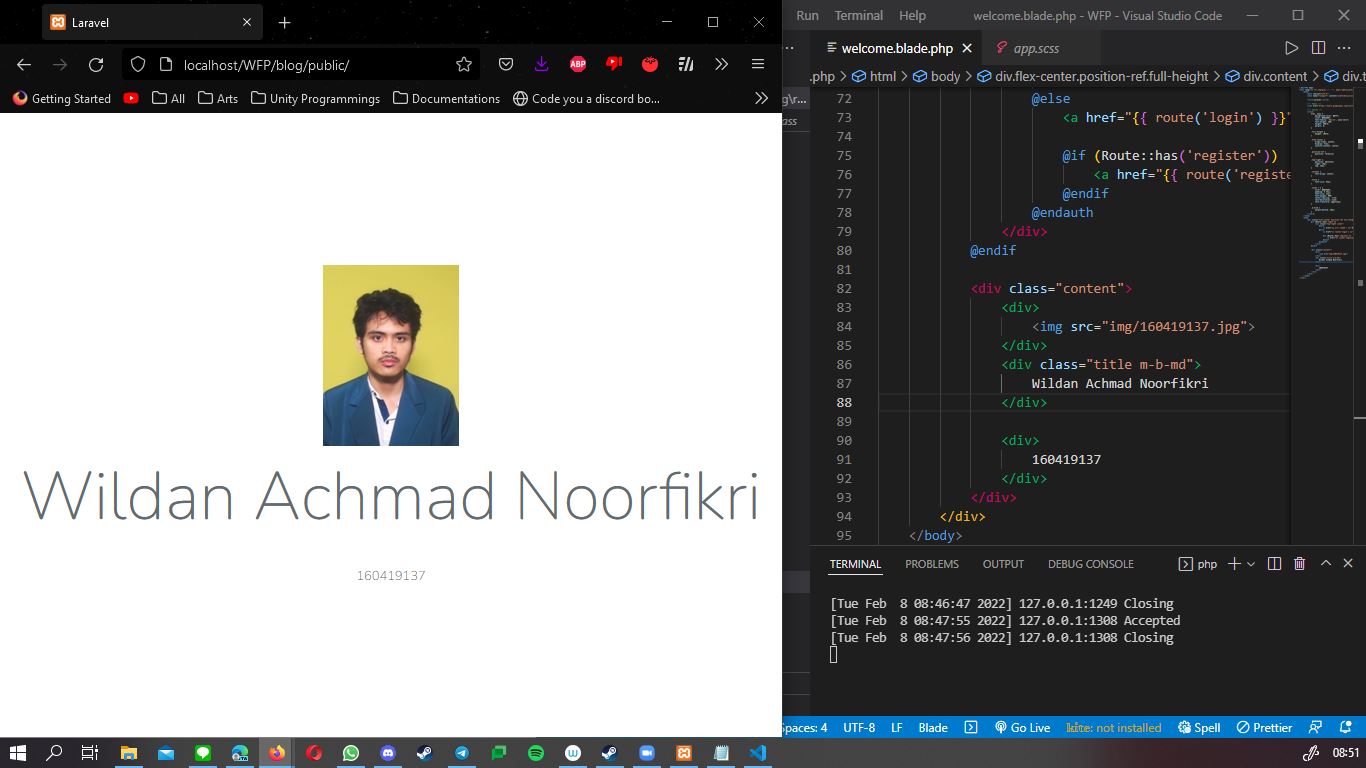 Laravel
localhost/WFP/blog/public/
Getting Started
All
Arts
Unity Programmings
Documentations
Code you a discord bo...
Wildan Achmad Noorfikri
160419137
Run Terminal Help welcome.blade.php - WFP - Visual Studio Code
welcome.blade.php
app.scss
.php > html > body > div.flex-center.position-ref.full-height > div.content > div.t
72 @else
73 <a href="{{ route('login') }}"
74
75 @if (Route::has('register'))
76 <a href="{{ route('registe
77 @endif
78 @endauth
79 </div>
80 @endif
81
82 <div class="content">
83 <div>
84 <img src="img/160419137.jpg">
85 </div>
86 <div class="title m-b-md">
87 Wildan Achmad Noorfikri
88 </div>
89
90 <div>
91 160419137
92 </div>
93 </div>
94 </div>
95 </body>
TERMINAL PROBLEMS OUTPUT DEBUG CONSOLE php
[Tue Feb 8 08:46:47 2022] 127.0.0.1:1249 Closing
[Tue Feb 8 08:47:55 2022] 127.0.0.1:1308 Accepted
[Tue Feb 8 08:47:56 2022] 127.0.0.1:1308 Closing
Spaces: 4 UTF-8 LF Blade Go Live kite: not installed Spell Prettier
08:51